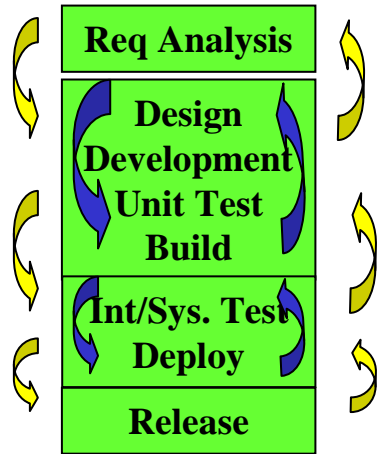 Req Analysis
Design
Development
Unit Test
Build
Int/Sys. Test
Deploy
Release